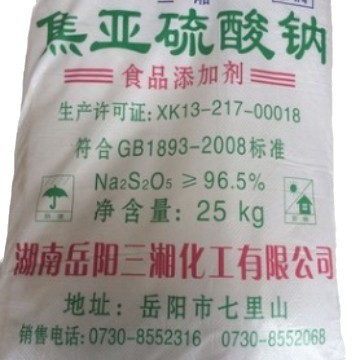 焦亚硫酸钠
食品添加剂
生产许可证:XK13-217-00018
符合GB1893-2008标准
Na₂S₂O₅ ≥ 96.5%
净含量: 25 kg
湖南岳阳三湘化工有限公司
地址: 岳阳市七里山
销售电话: 0730-8552316 0730-8552068